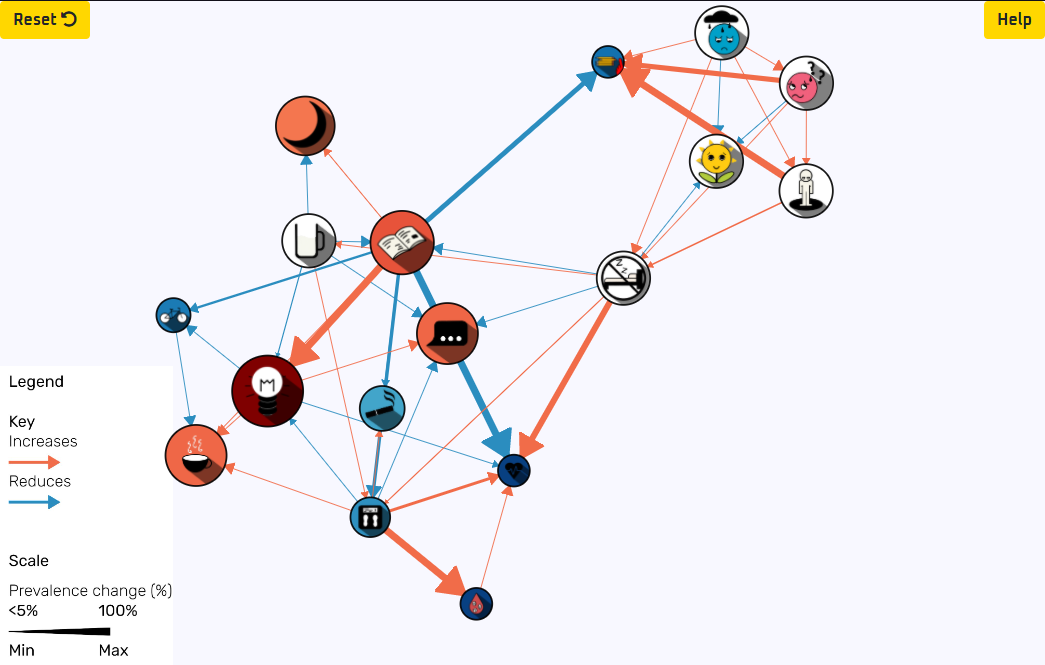 Reset
Help
? ?
z z z
...
Legend
Key
Increases
Reduces
Scale
Prevalence change (%)
<5% 100%
Min Max